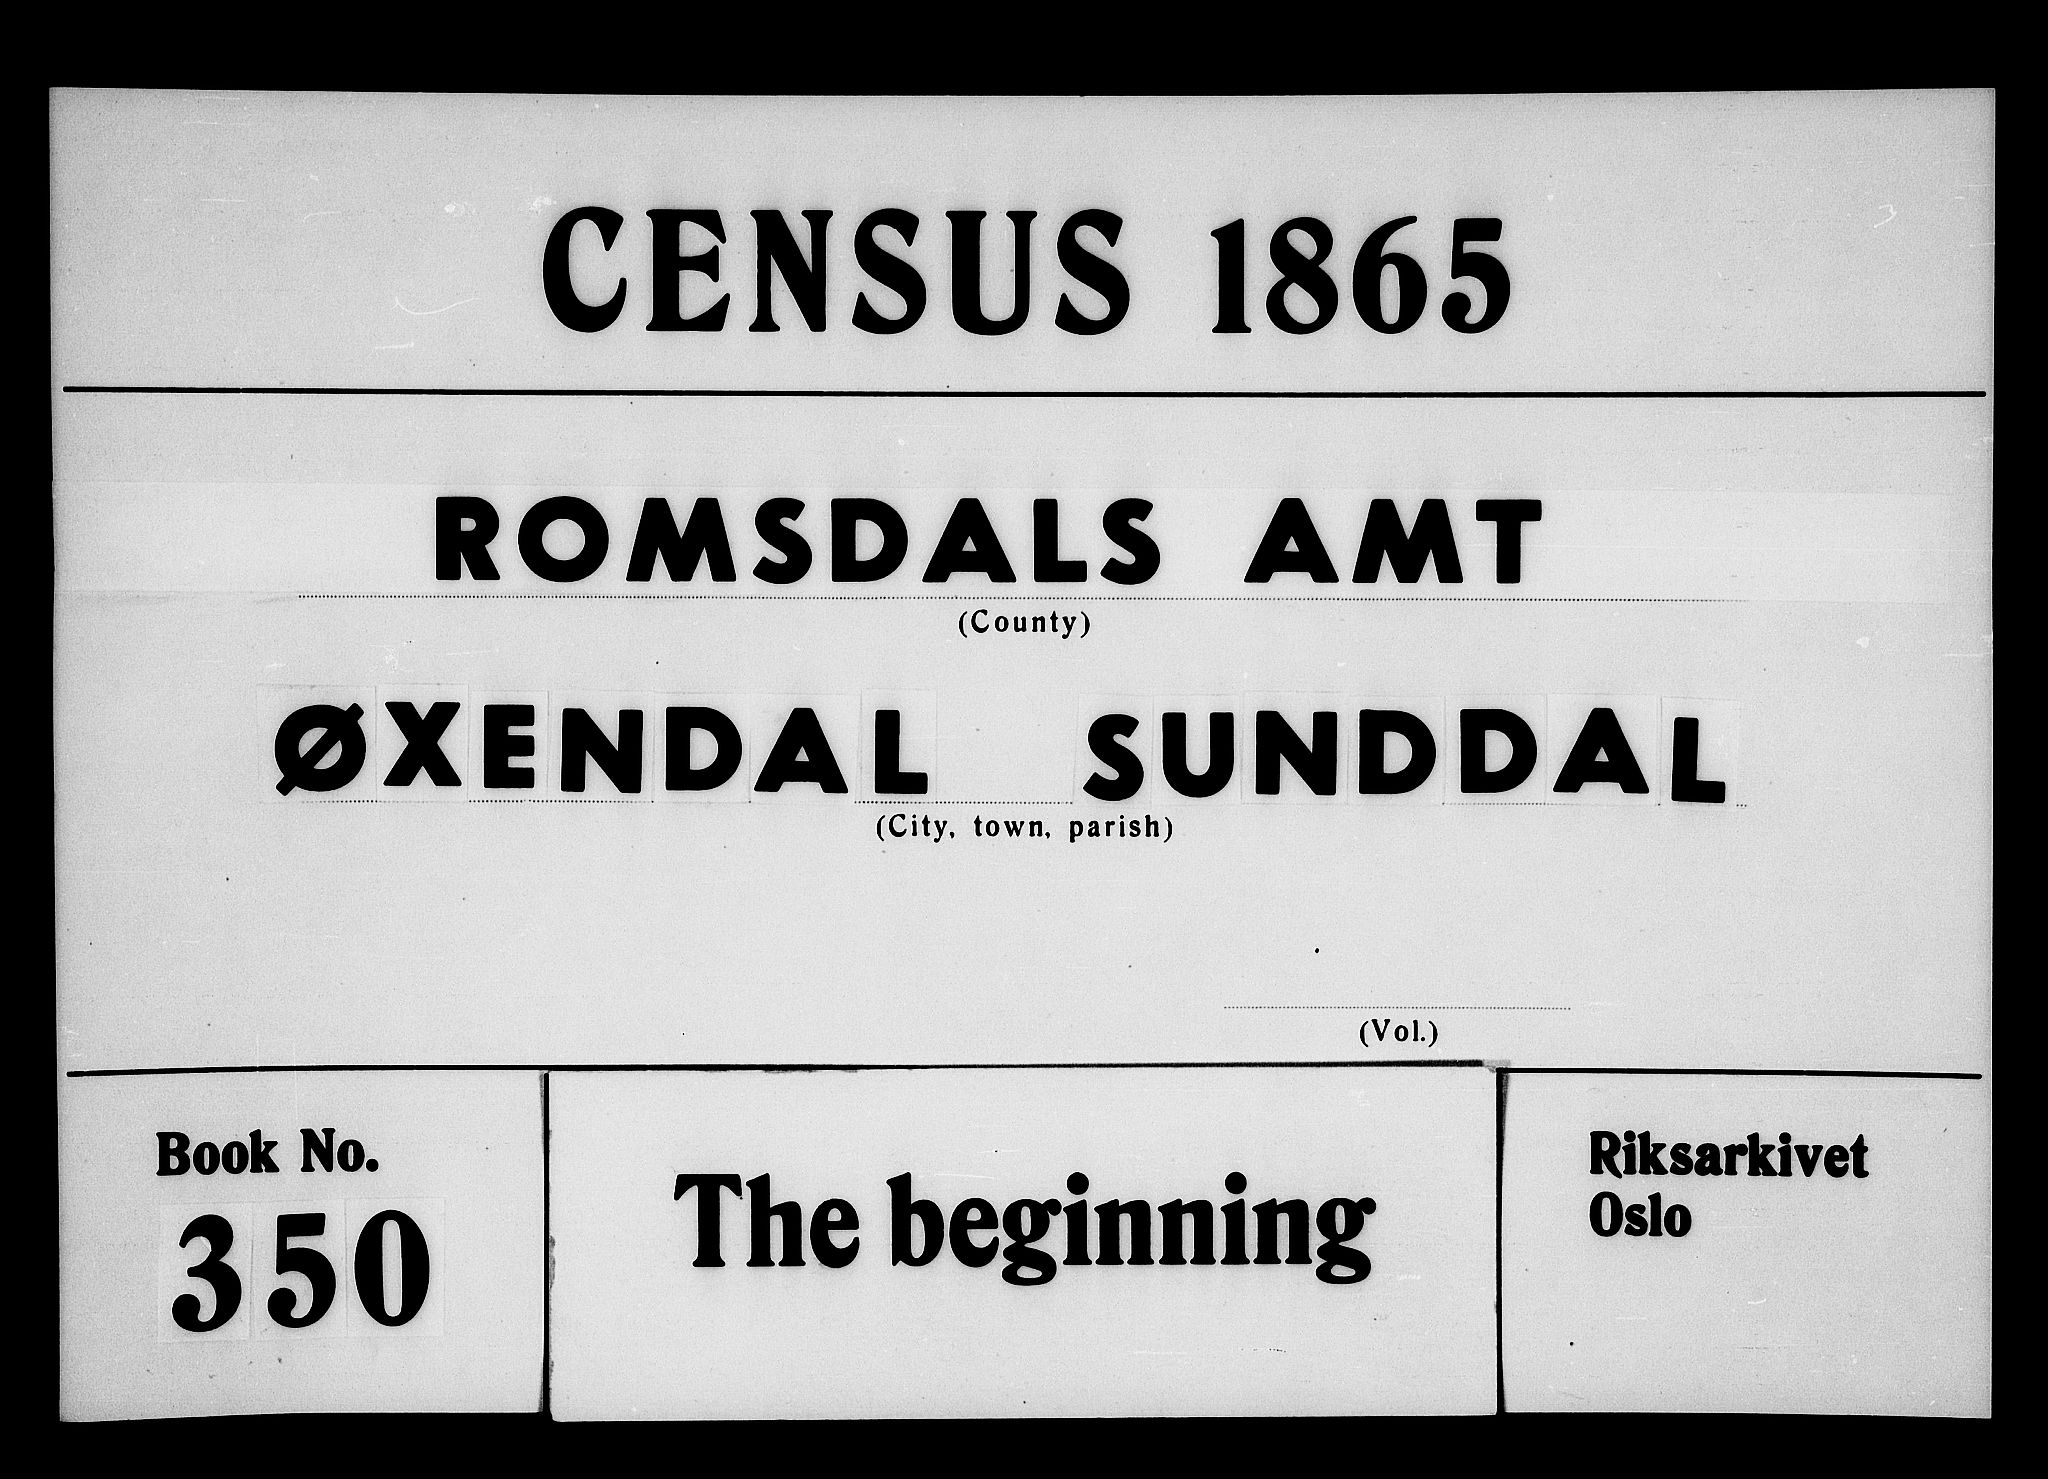 CENSUS 1865
ROMSDALS AMT
(County)
ØXENDAL SUNDDAL
(City, town, parish)
(Vol.)
Book No.
350
The beginning
Riksarkivet
Oslo